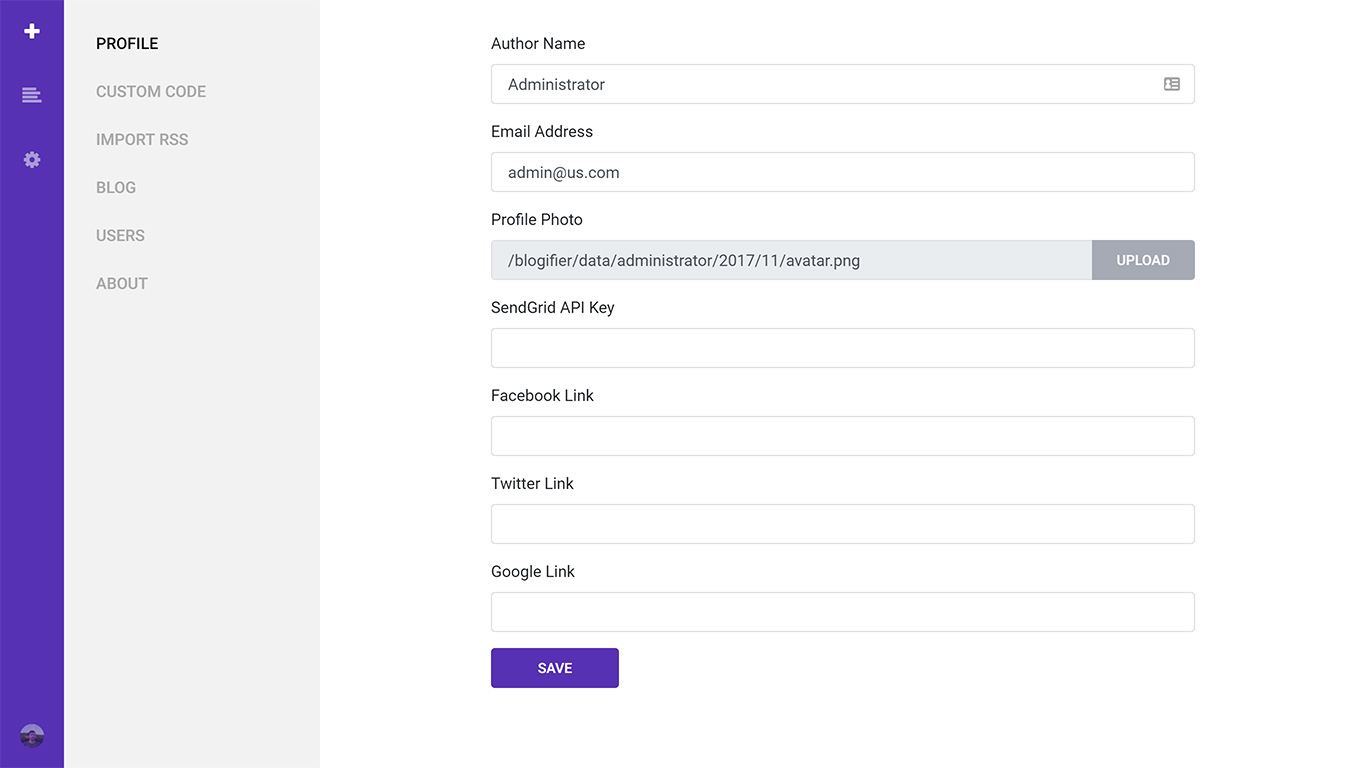 PROFILE
CUSTOM CODE
IMPORT RSS
BLOG
USERS
ABOUT
Author Name
Administrator
Email Address
admin@us.com
Profile Photo
/blogifier/data/administrator/2017/11/avatar.png
UPLOAD
SendGrid API Key
Facebook Link
Twitter Link
Google Link
SAVE